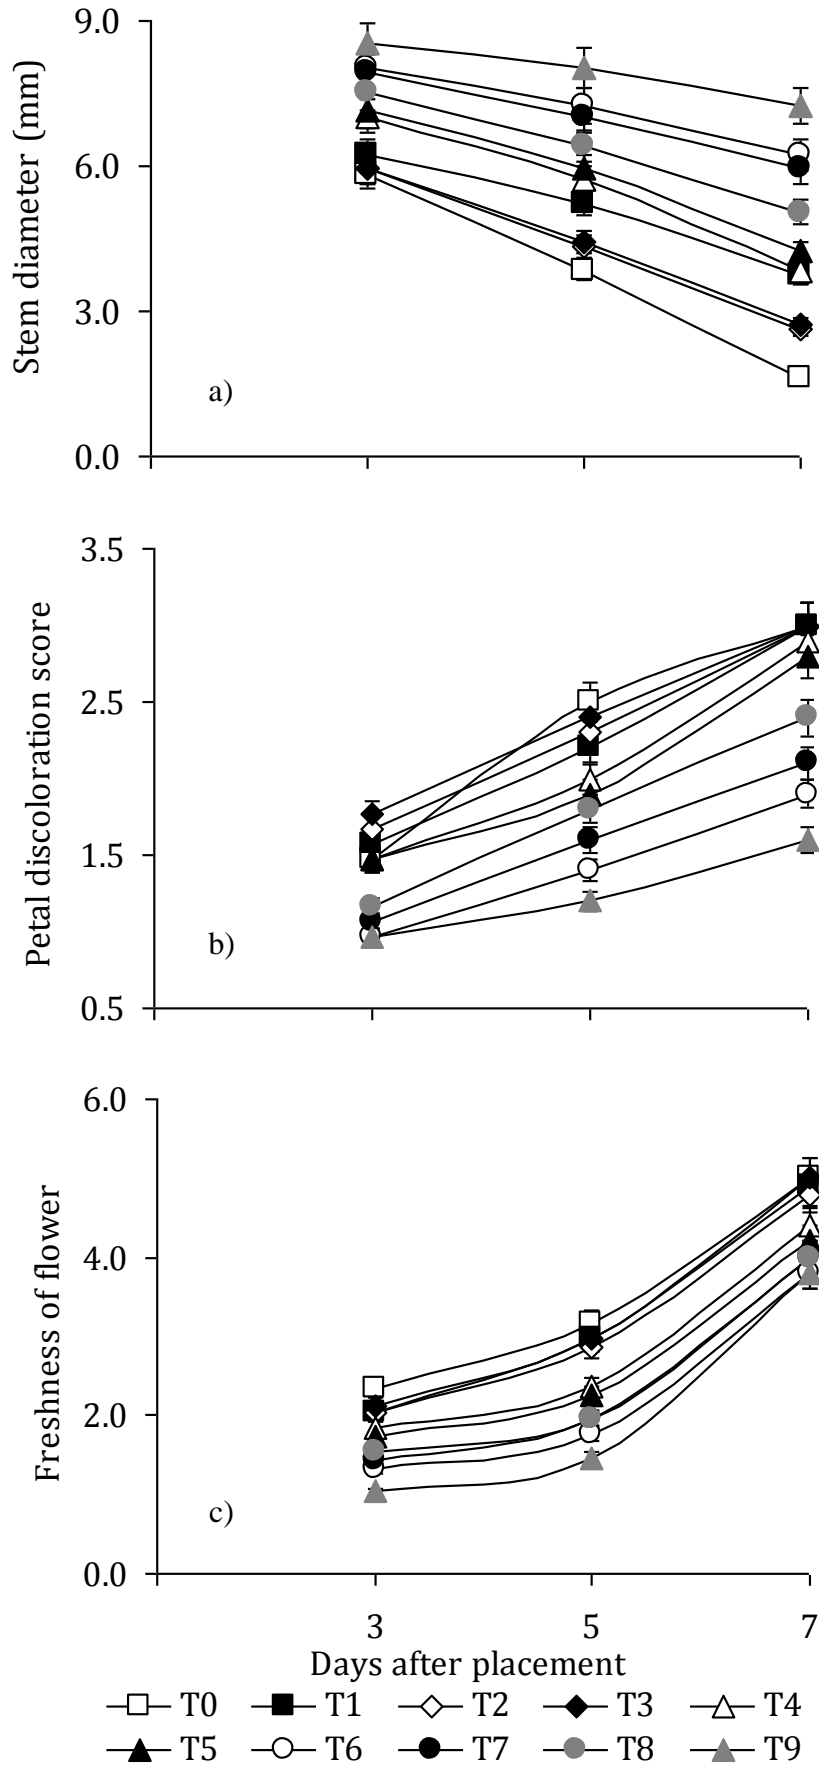 Stem diameter (mm)
9.0
6.0
3.0
0.0
a)
Petal discoloration score
3.5
2.5
1.5
0.5
b)
Freshness of flower
6.0
4.0
2.0
0.0
c)
3 5 7
Days after placement
T0 T1 T2 T3 T4
T5 T6 T7 T8 T9